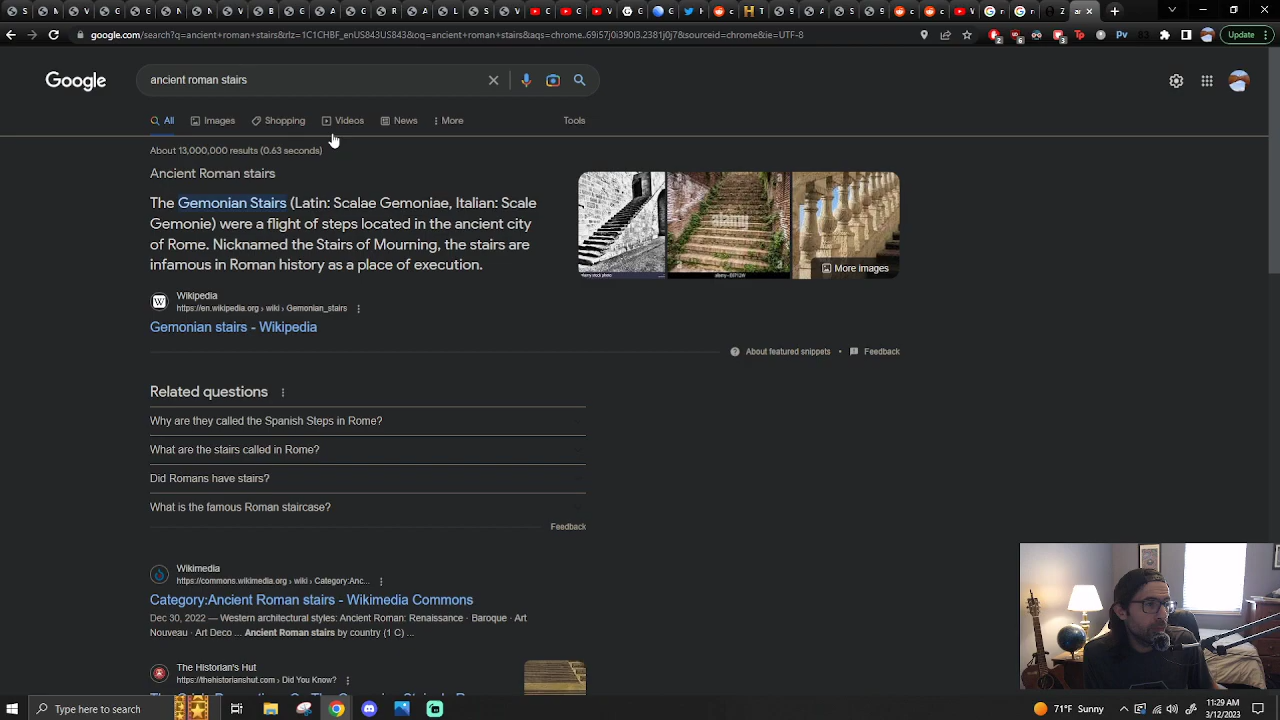 S
N
V
W
V
B
S
A
C
R
A
L
S
V
C
C
V
C
C
f
c
H T
S
A
S
r
c
V
r
r
Z
ar
google.com/search?q=ancient+roman+stairs&rlz=1C1CHBF_enUS843US843&oq=ancient+roman+stairs&aqs=chrome..69i57j0i390l3.2381j0j7&sourceid=chrome&ie=UTF-8
Update
Google
ancient roman stairs
All
Images
Shopping
Videos
News
More
Tools
About 13,000,000 results (0.63 seconds)
Ancient Roman stairs
The Gemonian Stairs (Latin: Scalae Gemoniae, Italian: Scale
Gemonie) were a flight of steps located in the ancient city
of Rome. Nicknamed the Stairs of Mourning, the stairs are
infamous in Roman history as a place of execution.
alamy
More images
Wikipedia
https://en.wikipedia.org › wiki › Gemonian_stairs
Gemonian stairs - Wikipedia
About featured snippets • Feedback
Related questions
Why are they called the Spanish Steps in Rome?
What are the stairs called in Rome?
Did Romans have stairs?
What is the famous Roman staircase?
Feedback
Wikimedia
https://commons.wikimedia.org › wiki › Category:Anc...
Category:Ancient Roman stairs - Wikimedia Commons
Dec 30, 2022 — Western architectural styles: Ancient Roman: Renaissance · Baroque · Art
Nouveau · Art Deco ... Ancient Roman stairs by country (1 C) ...
The Historian's Hut
https://thehistorianshut.com › Did You Know?
Type here to search
71°F Sunny
11:29 AM
3/12/2023